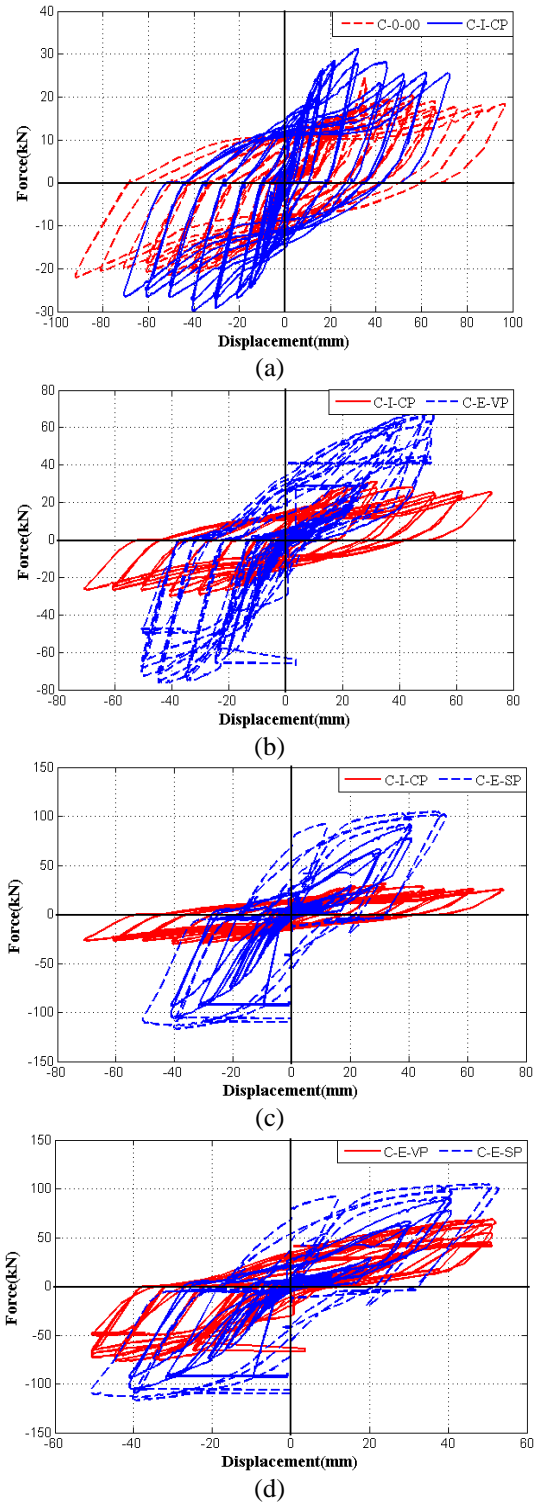 40
C-0-00 C-I-CP
30
20
10
0
-10
-20
-30
-100 -80 -60 -40 -20 0 20 40 60 80 100
Force(kN)
Displacement(mm)
(a)
80
C-I-CP C-E-VP
60
40
20
0
-20
-40
-60
80
-80 -60 -40 -20 0 20 40 60 80
Force(kN)
Displacement(mm)
(b)
150
C-I-CP C-E-SP
100
50
0
-50
-100
-150
-80 -60 -40 -20 0 20 40 60 80
Force(kN)
Displacement(mm)
(c)
150
C-E-VP C-E-SP
100
50
0
-50
-100
-150
-60 -40 -20 0 20 40 60
Force(kN)
Displacement(mm)
(d)